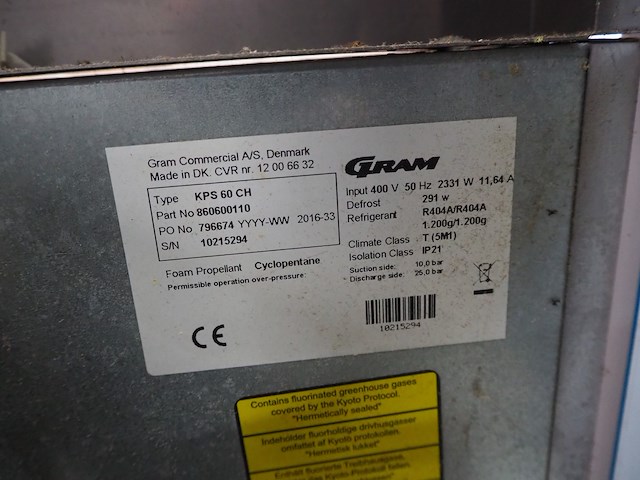 Gram Commercial A/S, Denmark
Made in DK. CVR nr. 12 00 66 32
GRAM
Type KPS 60 CH
Part No 860600110
PO No 796674 YYYY-WW 2016-33
S/N 10215294
Input 400 V 50 Hz 2331 W 11,64 A
Defrost 291 w
Refrigerant R404A/R404A
1.200g/1.200g
Climate Class T (5M1)
Isolation Class IP21
Foam Propellant Cyclopentane
Permissible operation over-pressure:
Suction side: 10,0 bar
Discharge side: 25,0 bar
CE
10215294
Contains fluorinated greenhouse gases
covered by the Kyoto Protocol.
"Hermetically sealed"
Indeholder fluorholdige drivhusgasser
omfattet af Kyoto protokollen.
"Hermetisk lukket"
Enthält fluorierte Treibhausgase,